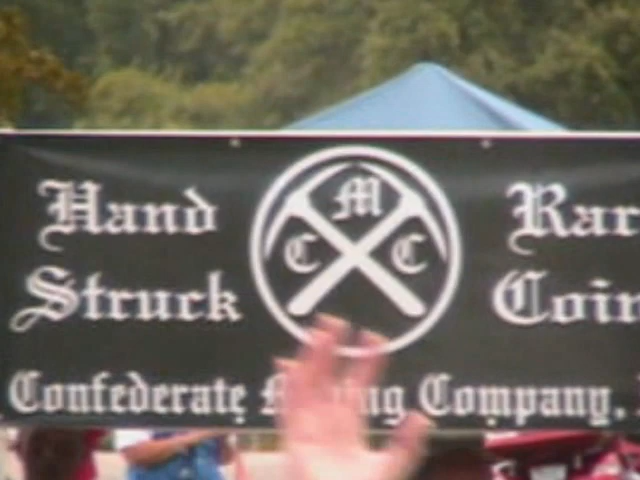 Hand
Struck
C M C
Rar
Coin
Confederate Company,